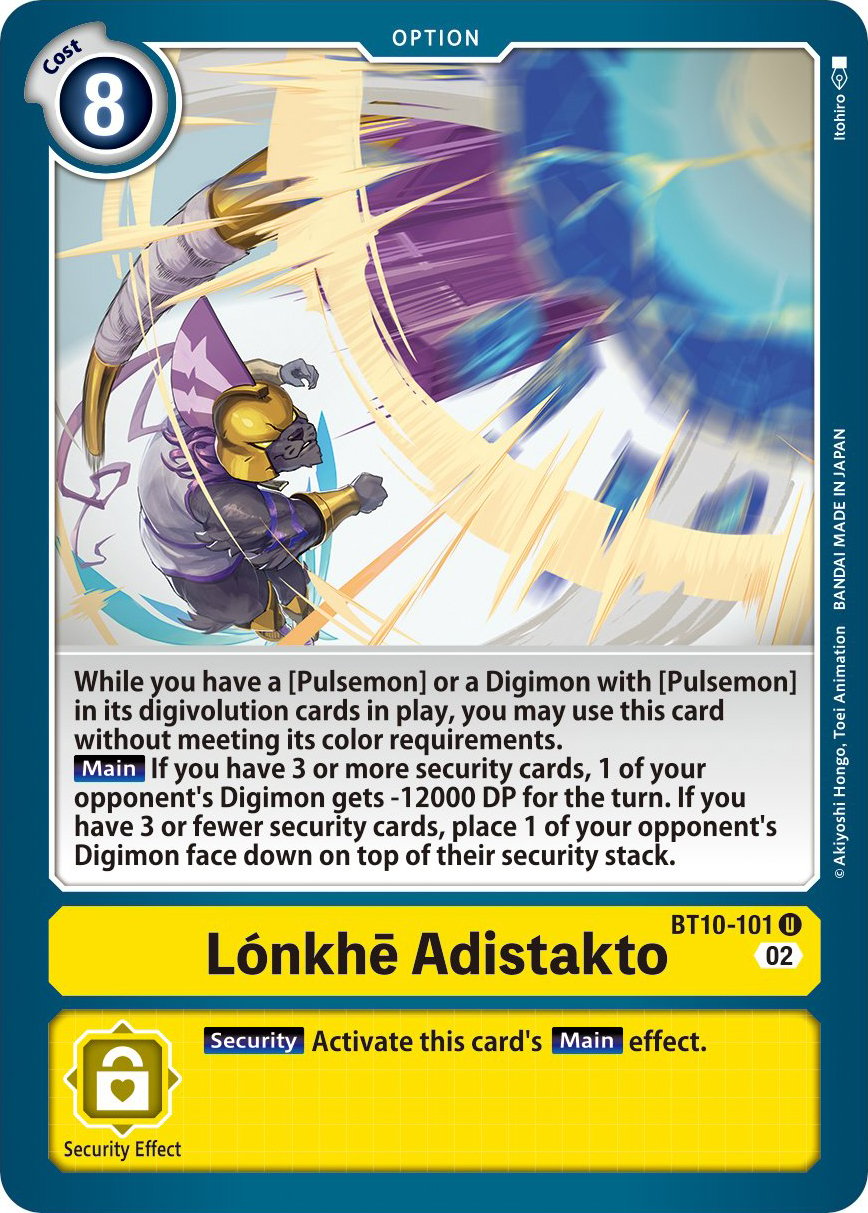 OPTION
Cost
8
Itohiro
While you have a [Pulsemon] or a Digimon with [Pulsemon]
in its digivolution cards in play, you may use this card
without meeting its color requirements.
Main If you have 3 or more security cards, 1 of your
opponent's Digimon gets -12000 DP for the turn. If you
have 3 or fewer security cards, place 1 of your opponent's
Digimon face down on top of their security stack.
© Akiyoshi Hongo, Toei Animation BANDAI MADE IN JAPAN
BT10-101 U
Lónkhē Adistakto
02
Security Activate this card's Main effect.
Security Effect